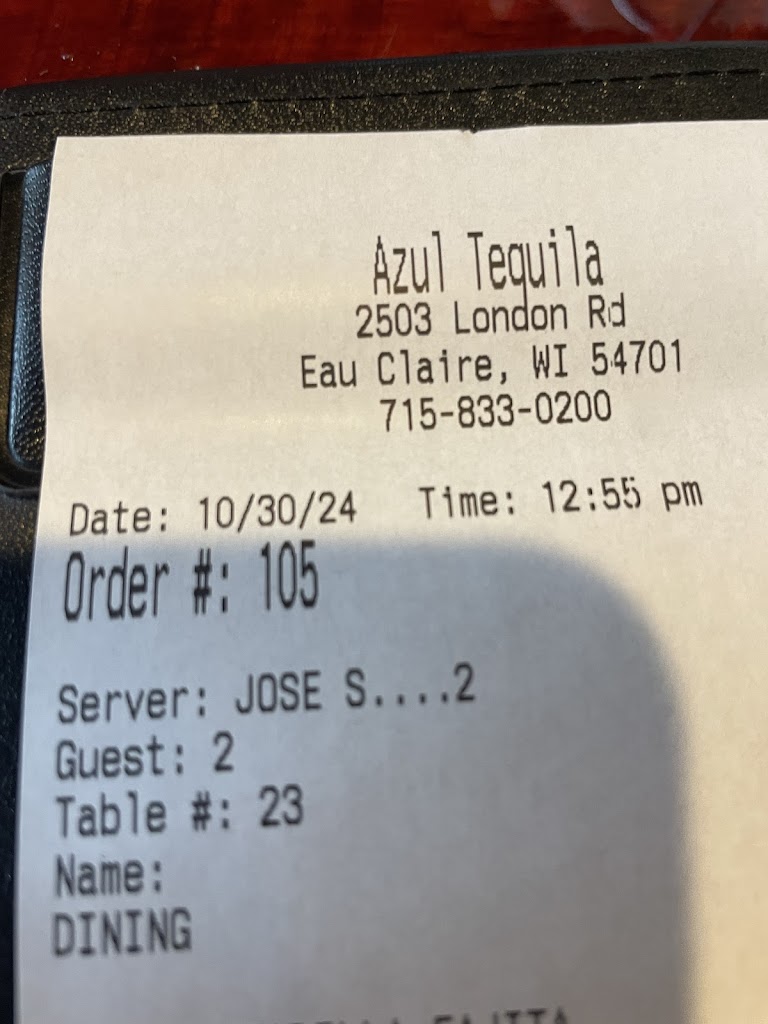 Azul Tequila
2503 London Rd
Eau Claire, WI 54701
715-833-0200
Date: 10/30/24 Time: 12:55 pm
Order #: 105
Server: JOSE S....2
Guest: 2
Table #: 23
Name:
DINING
FAJITA